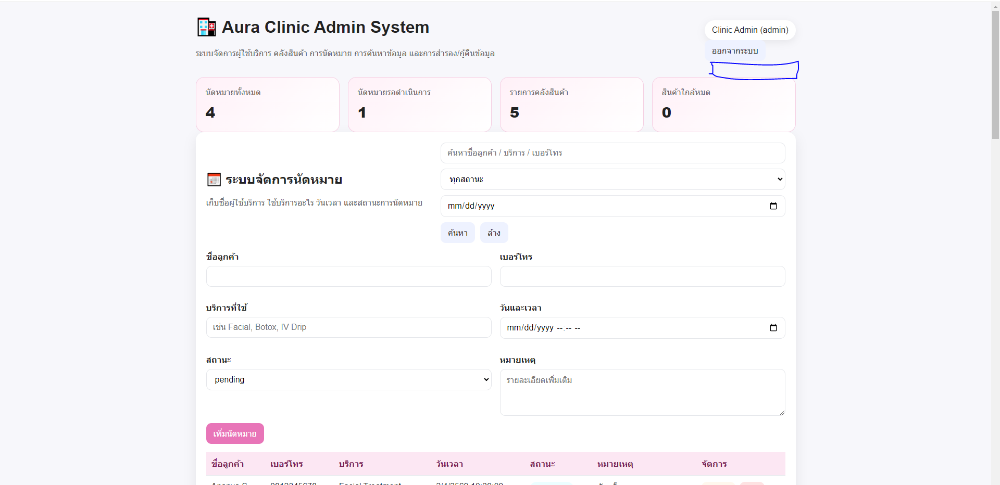 Aura Clinic Admin System
Clinic Admin (admin)
ระบบจัดการผู้ใช้บริการ คลังสินค้า การนัดหมาย การค้นหาข้อมูล และการสำรอง/กู้คืนข้อมูล
ออกจากระบบ
นัดหมายทั้งหมด
4
นัดหมายรอดำเนินการ
1
รายการคลังสินค้า
5
สินค้าใกล้หมด
0
ระบบจัดการนัดหมาย
เก็บชื่อผู้ใช้บริการ ใช้บริการอะไร วันเวลา และสถานะการนัดหมาย
ค้นหาชื่อลูกค้า / บริการ / เบอร์โทร
ทุกสถานะ
mm/dd/yyyy
ค้นหา ล้าง
ชื่อลูกค้า
เบอร์โทร
บริการที่ใช้
เช่น Facial, Botox, IV Drip
วันและเวลา
mm/dd/yyyy --:-- --
สถานะ
pending
หมายเหตุ
รายละเอียดเพิ่มเติม
เพิ่มนัดหมาย
ชื่อลูกค้า เบอร์โทร บริการ วันเวลา สถานะ หมายเหตุ จัดการ